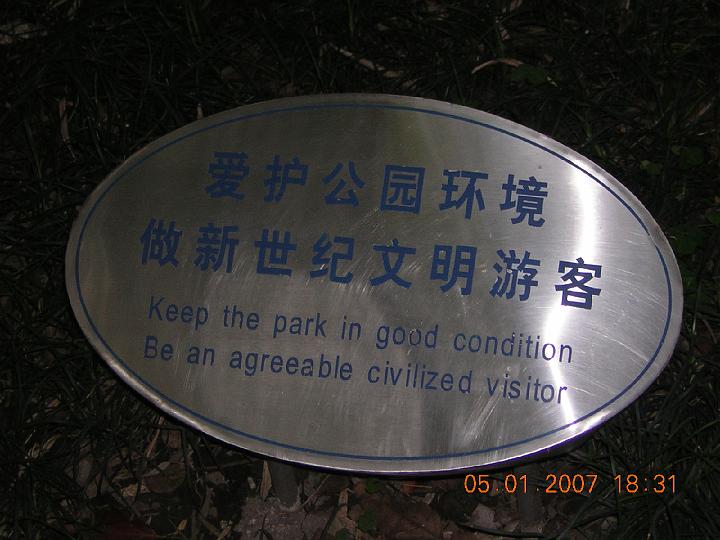 爱护公园环境
做新世纪文明游客
Keep the park in good condition
Be an agreeable civilized visitor
05.01.2007 18:31